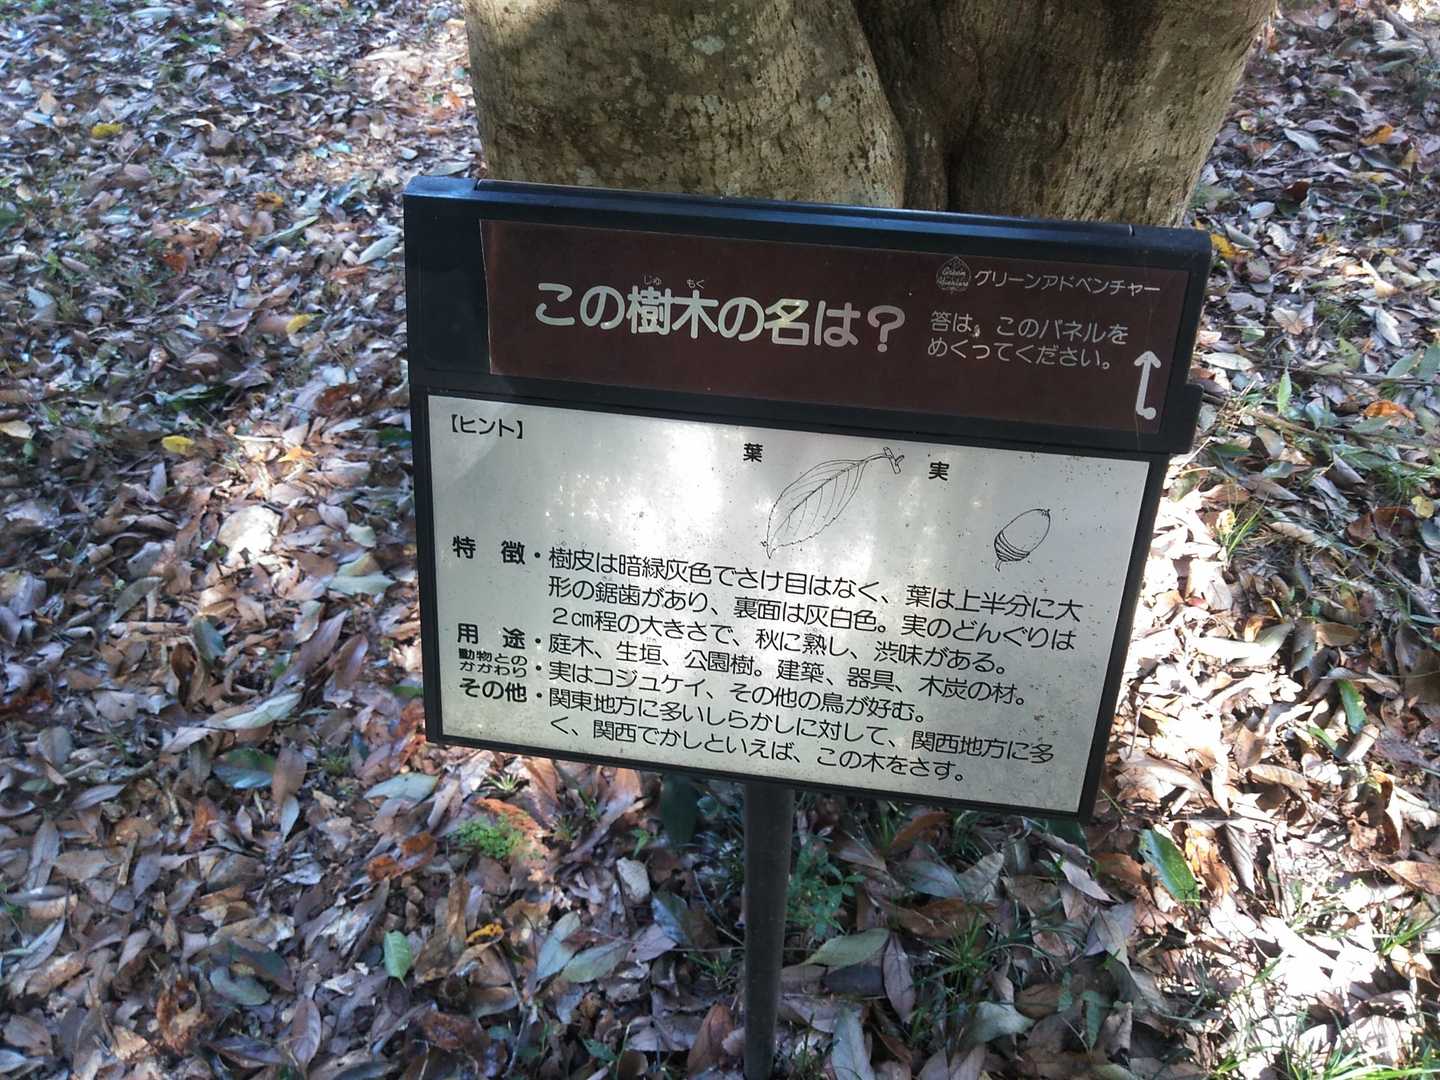 この樹木の名は?
じゅ もく
Green Adventure
グリーンアドベンチャー
答は、このパネルを
めくってください。
【ヒント】
葉
実
特 徴・樹皮は暗緑灰色でさけ目はなく、葉は上半分に大
形の鋸歯があり、裏面は灰白色。実のどんぐりは
2㎝程の大きさで、秋に熟し、渋味がある。
用 途・庭木、生垣、公園樹。建築、器具、木炭の材。
動物との
かかわり・実はコジュケイ、その他の鳥が好む。
その他・関東地方に多いしらかしに対して、関西地方に多
く、関西でかしといえば、この木をさす。